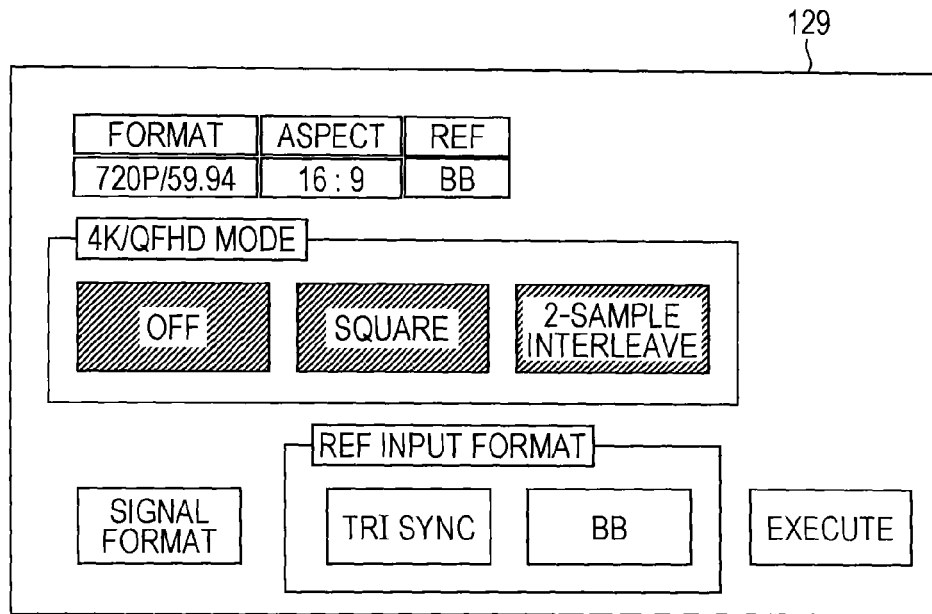 129
FORMAT ASPECT REF
720P/59.94 16 : 9 BB
4K/QFHD MODE
OFF SQUARE 2-SAMPLE
INTERLEAVE
REF INPUT FORMAT
SIGNAL
FORMAT
TRI SYNC BB EXECUTE